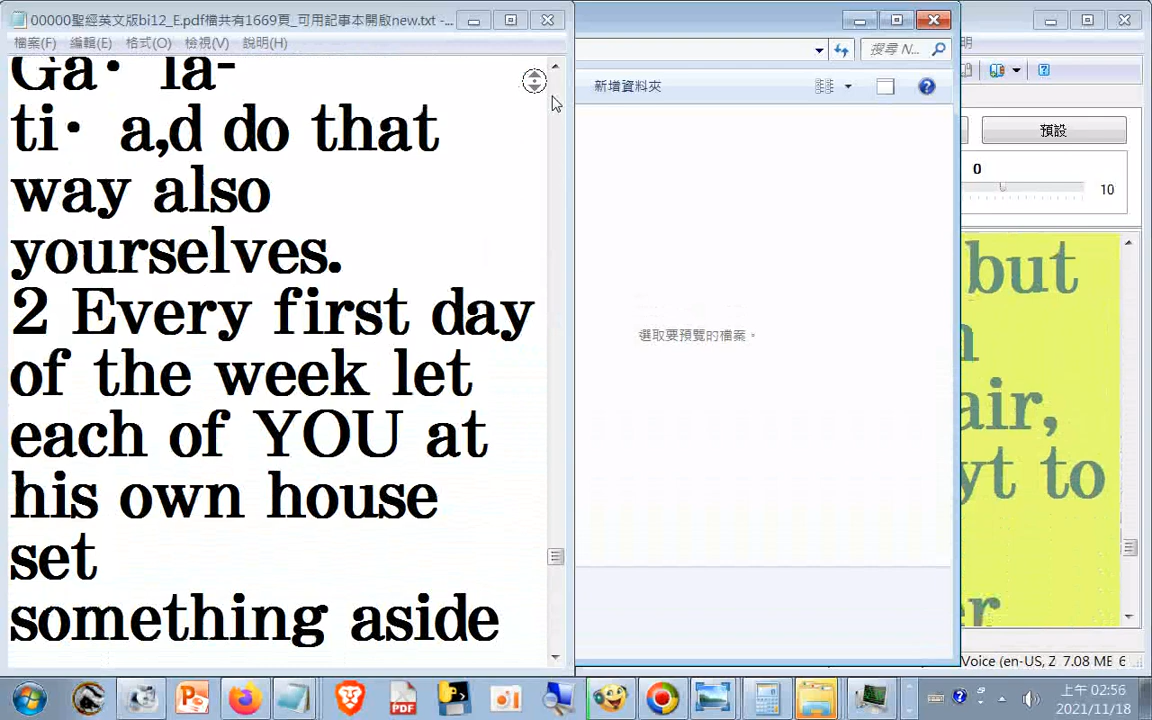 00000聖經英文版bi12_E.pdf檔共有1669頁_可用記事本開啟new.txt -...
檔案(F) 編輯(E) 格式(O) 檢視(V) 說明(H)
Ga· la-
ti· a,d do that
way also
yourselves.
2 Every first day
of the week let
each of YOU at
his own house
set
something aside
搜尋 N...
新增資料夾
選取要預覽的檔案。
明
預設
0
10
but
air,
yt to
er
Voice (en-US, Z 7.08 MB 6
PDF
上午 02:56
2021/11/18